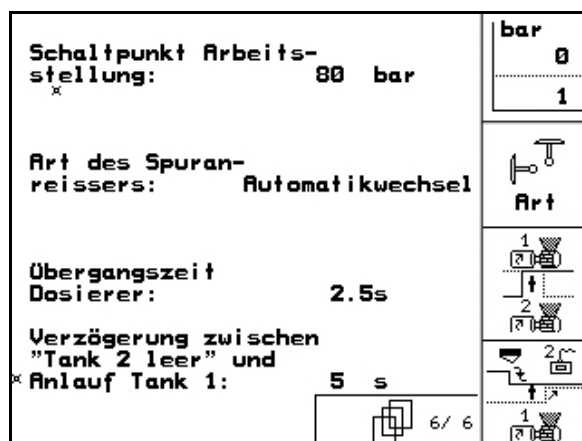 Schaltpunkt Arbeits-
stellung: 80 bar
Art des Spuran-
reissers: Automatikwechsel
Übergangszeit
Dosierer: 2.5s
Verzögerung zwischen
"Tank 2 leer" und
Anlauf Tank 1: 5 s
6/ 6
bar
0
1
Art
1
2
2
1